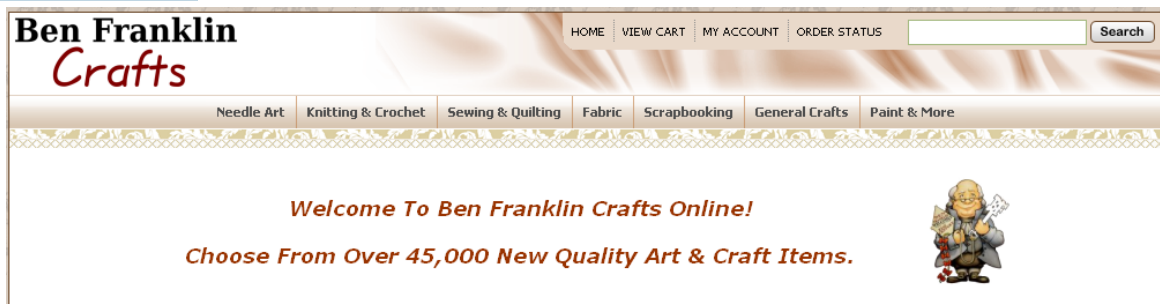 Ben Franklin
Crafts
HOME VIEW CART MY ACCOUNT ORDER STATUS Search
Needle Art Knitting & Crochet Sewing & Quilting Fabric Scrapbooking General Crafts Paint & More
Welcome To Ben Franklin Crafts Online!
Choose From Over 45,000 New Quality Art & Craft Items.